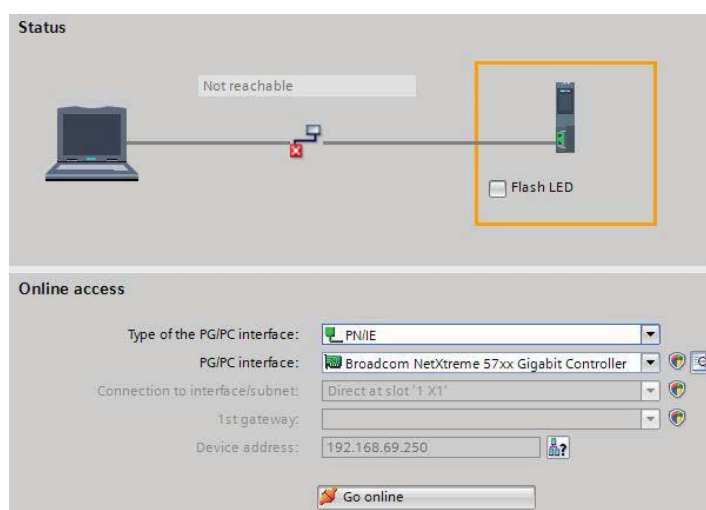 Status
Not reachable
Flash LED
Online access
Type of the PG/PC interface: PN/IE
PG/PC interface: Broadcom NetXtreme 57xx Gigabit Controller
Connection to interface/subnet: Direct at slot '1 X1'
1st gateway:
Device address: 192.168.69.250
?
Go online